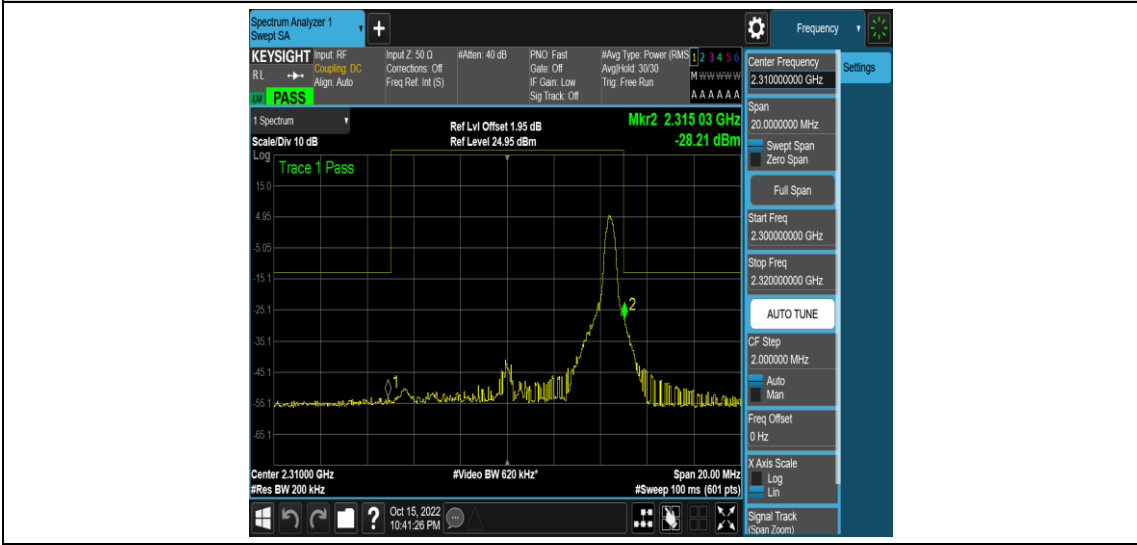 Spectrum Analyzer 1
Swept SA
+
Frequency
KEYSIGHT
RL
PASS
Input: RF
Coupling: DC
Align: Auto
Input Z: 50 Ω
Corrections: Off
Freq Ref: Int (S)
#Atten: 40 dB
PNO: Fast
Gate: Off
IF Gain: Low
Sig Track: Off
#Avg Type: Power (RMS
Avg|Hold: 30/30
Trig: Free Run
1 2 3 4 5 6
M W W W W W
A A A A A A
1 Spectrum
Scale/Div 10 dB
Ref Lvl Offset 1.95 dB
Ref Level 24.95 dBm
Mkr2 2.315 03 GHz
-28.21 dBm
Log
Trace 1 Pass
15.0
4.95
-5.05
-15.1
-25.1
-35.1
-45.1
-55.1
-65.1
1
2
Center 2.31000 GHz
#Res BW 200 kHz
#Video BW 620 kHz*
Span 20.00 MHz
#Sweep 100 ms (601 pts)
Center Frequency
2.310000000 GHz
Settings
Span
20.0000000 MHz
Swept Span
Zero Span
Full Span
Start Freq
2.300000000 GHz
Stop Freq
2.320000000 GHz
AUTO TUNE
CF Step
2.000000 MHz
Auto
Man
Freq Offset
0 Hz
X Axis Scale
Log
Lin
Signal Track
(Span Zoom)
?
Oct 15, 2022
10:41:26 PM